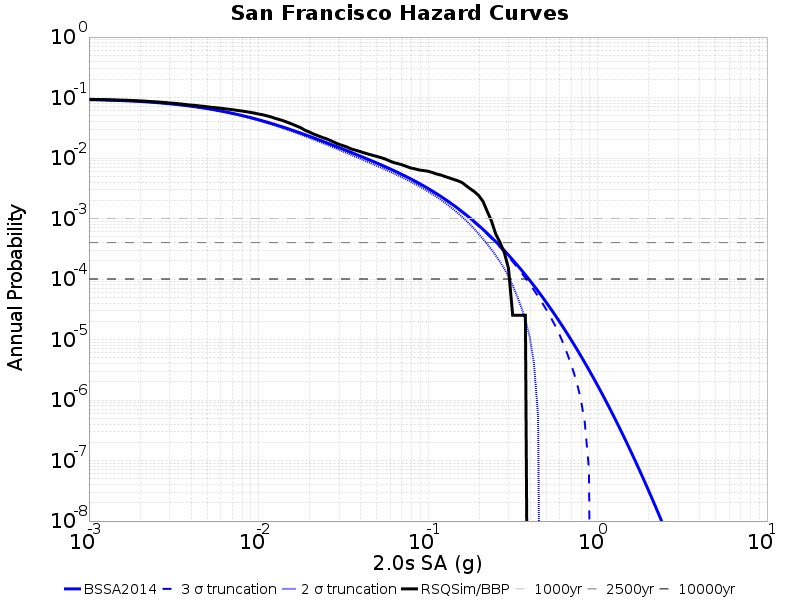 San Francisco Hazard Curves
10^0
10^-1
10^-2
10^-3
10^-4
10^-5
10^-6
10^-7
10^-8
Annual Probability
10^-3 10^-2 10^-1 10^0 10^1
2.0s SA (g)
BSSA2014 3 σ truncation 2 σ truncation RSQSim/BBP 1000yr 2500yr 10000yr